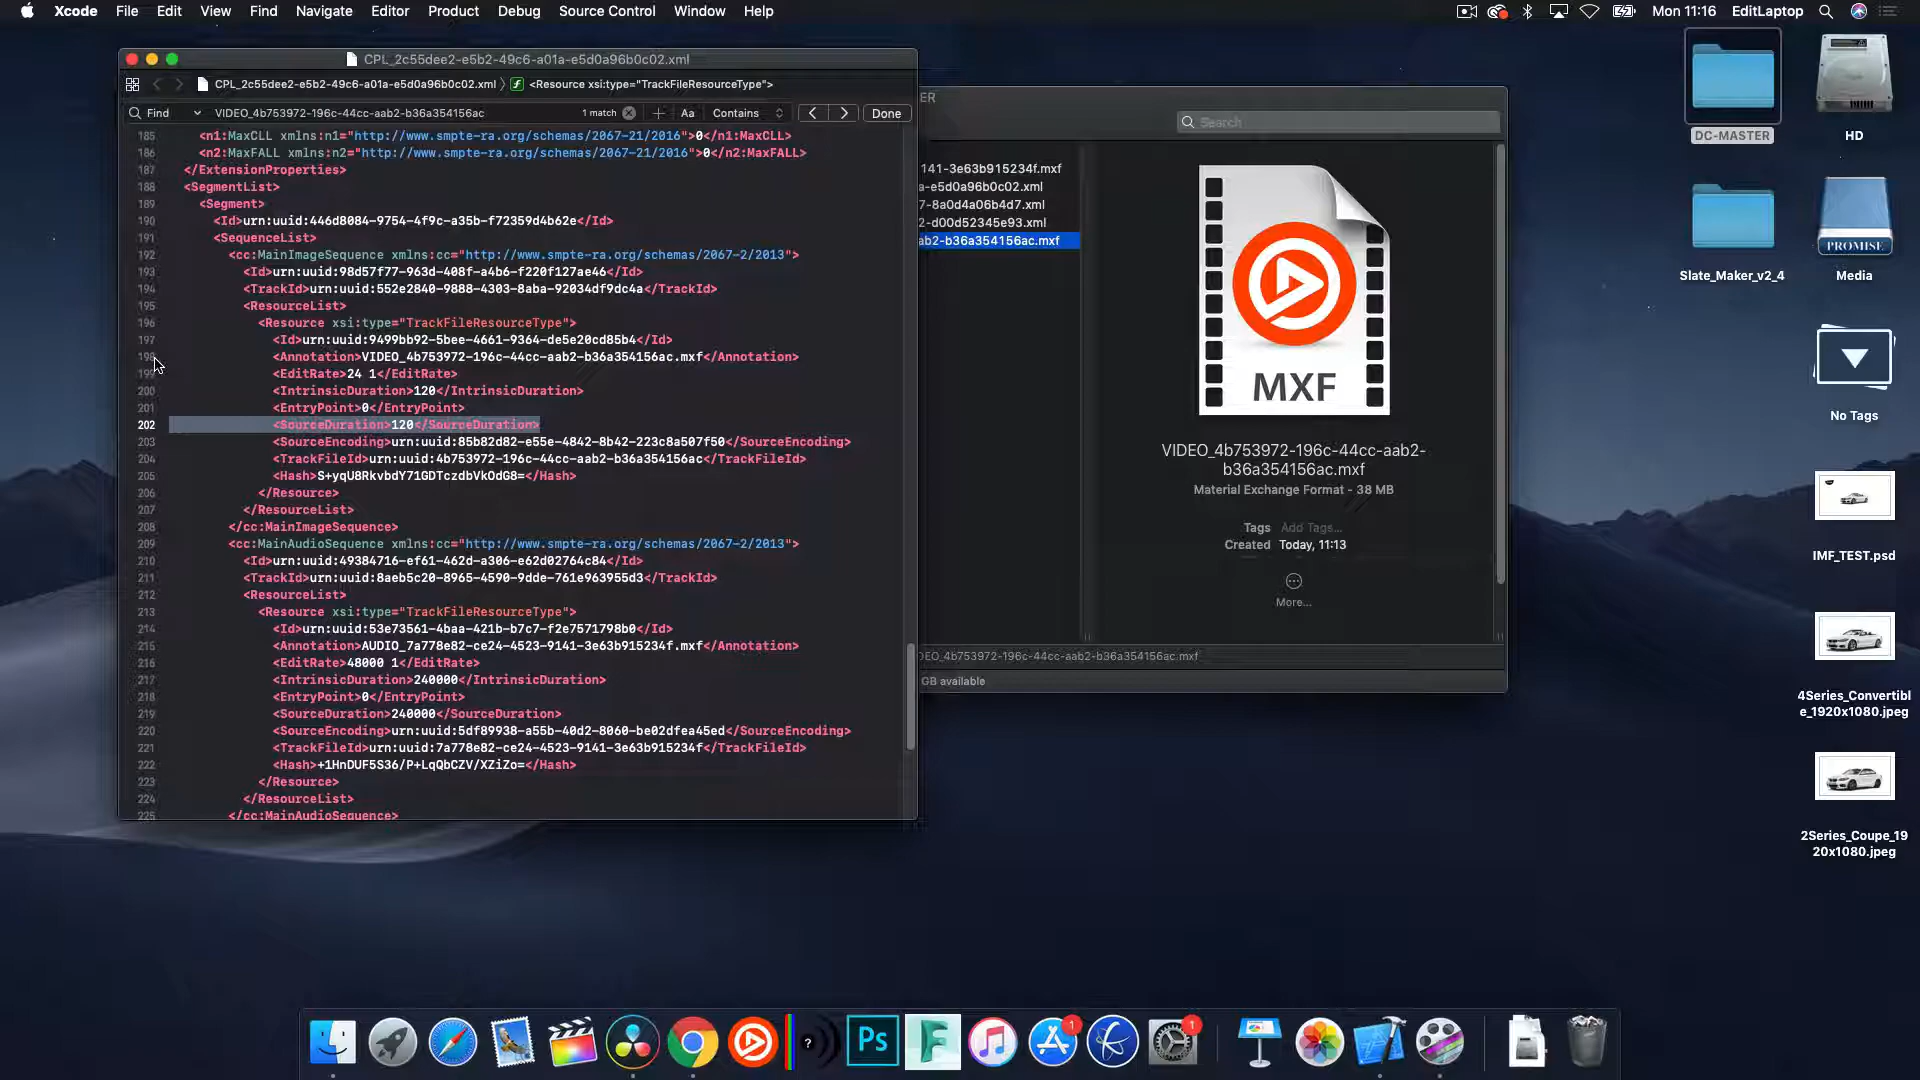 Xcode File Edit View Find Navigate Editor Product Debug Source Control Window Help
Mon 11:16 EditLaptop
CPL_2c55dee2-e5b2-49c6-a01a-e5d0a96b0c02.xml
CPL_2c55dee2-e5b2-49c6-a01a-e5d0a96b0c02.xml <Resource xsi:type="TrackFileResourceType">
Find VIDEO_4b753972-196c-44cc-aab2-b36a354156ac 1 match Aa Contains Done
185 <n1:MaxCLL xmlns:n1="http://www.smpte-ra.org/schemas/2067-21/2016">0</n1:MaxCLL>
186 <n2:MaxFALL xmlns:n2="http://www.smpte-ra.org/schemas/2067-21/2016">0</n2:MaxFALL>
187 </ExtensionProperties>
188 <SegmentList>
189 <Segment>
190 <Id>urn:uuid:446d8084-9754-4f9c-a35b-f72359d4b62e</Id>
191 <SequenceList>
192 <cc:MainImageSequence xmlns:cc="http://www.smpte-ra.org/schemas/2067-2/2013">
193 <Id>urn:uuid:98d57f77-963d-408f-a4b6-f220f127ae46</Id>
194 <TrackId>urn:uuid:552e2840-9888-4303-8aba-92034df9dc4a</TrackId>
195 <ResourceList>
196 <Resource xsi:type="TrackFileResourceType">
197 <Id>urn:uuid:9499bb92-5bee-4661-9364-de5e20cd85b4</Id>
198 <Annotation>VIDEO_4b753972-196c-44cc-aab2-b36a354156ac.mxf</Annotation>
199 <EditRate>24 1</EditRate>
200 <IntrinsicDuration>120</IntrinsicDuration>
201 <EntryPoint>0</EntryPoint>
202 <SourceDuration>120</SourceDuration>
203 <SourceEncoding>urn:uuid:85b82d82-e55e-4842-8b42-223c8a507f50</SourceEncoding>
204 <TrackFileId>urn:uuid:4b753972-196c-44cc-aab2-b36a354156ac</TrackFileId>
205 <Hash>S+yqU8RkvbdY71GDTczdbVkOdG8=</Hash>
206 </Resource>
207 </ResourceList>
208 </cc:MainImageSequence>
209 <cc:MainAudioSequence xmlns:cc="http://www.smpte-ra.org/schemas/2067-2/2013">
210 <Id>urn:uuid:49384716-ef61-462d-a306-e62d02764c84</Id>
211 <TrackId>urn:uuid:8aeb5c20-8965-4590-9dde-761e963955d3</TrackId>
212 <ResourceList>
213 <Resource xsi:type="TrackFileResourceType">
214 <Id>urn:uuid:53e73561-4baa-421b-b7c7-f2e7571798b0</Id>
215 <Annotation>AUDIO_7a778e82-ce24-4523-9141-3e63b915234f.mxf</Annotation>
216 <EditRate>48000 1</EditRate>
217 <IntrinsicDuration>240000</IntrinsicDuration>
218 <EntryPoint>0</EntryPoint>
219 <SourceDuration>240000</SourceDuration>
220 <SourceEncoding>urn:uuid:5df89938-a55b-40d2-8060-be02dfea45ed</SourceEncoding>
221 <TrackFileId>urn:uuid:7a778e82-ce24-4523-9141-3e63b915234f</TrackFileId>
222 <Hash>+1HnDUF5S36/P+LqQbCZV/XZiZo=</Hash>
223 </Resource>
224 </ResourceList>
225 </cc:MainAudioSequence>
ER
Search
141-3e63b915234f.mxf
a-e5d0a96b0c02.xml
7-8a0d4a06b4d7.xml
2-d00d52345e93.xml
ab2-b36a354156ac.mxf
MXF
VIDEO_4b753972-196c-44cc-aab2-
b36a354156ac.mxf
Material Exchange Format - 38 MB
Tags Add Tags...
Created Today, 11:13
More...
DEO_4b753972-196c-44cc-aab2-b36a354156ac.mxf
GB available
DC-MASTER
HD
Slate_Maker_v2_4
PROMISE
Media
No Tags
IMF_TEST.psd
4Series_Convertibl
e_1920x1080.jpeg
2Series_Coupe_19
20x1080.jpeg
?
Ps
1
1